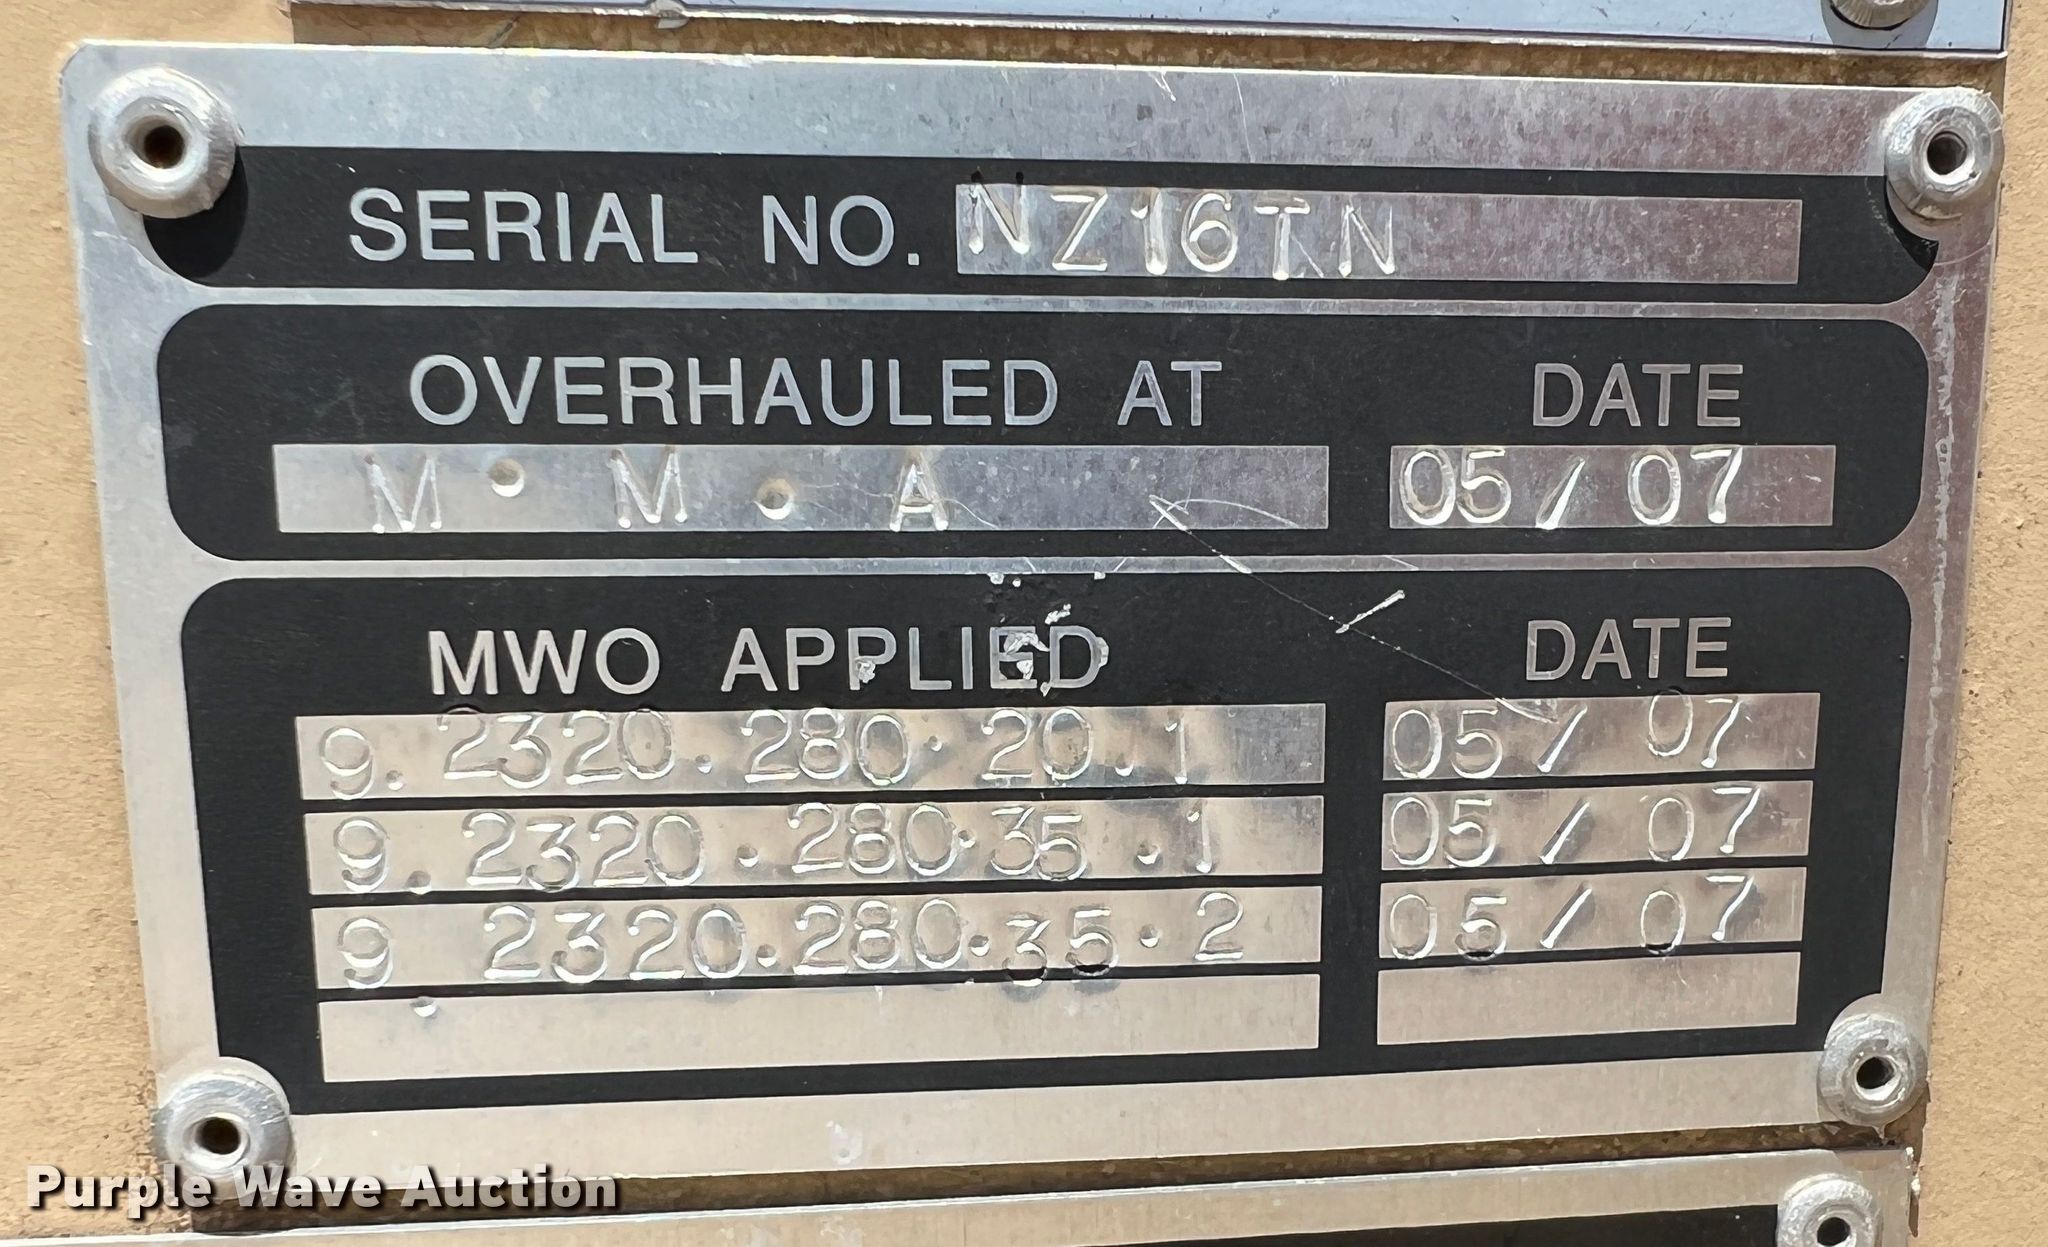 SERIAL NO. NZ16TN
OVERHAULED AT DATE
M.M.A 05/07
MWO APPLIED DATE
9.2320.280.20.1 05/07
9.2320.280.35.1 05/07
9.2320.280.35.2 05/07
Purple Wave Auction